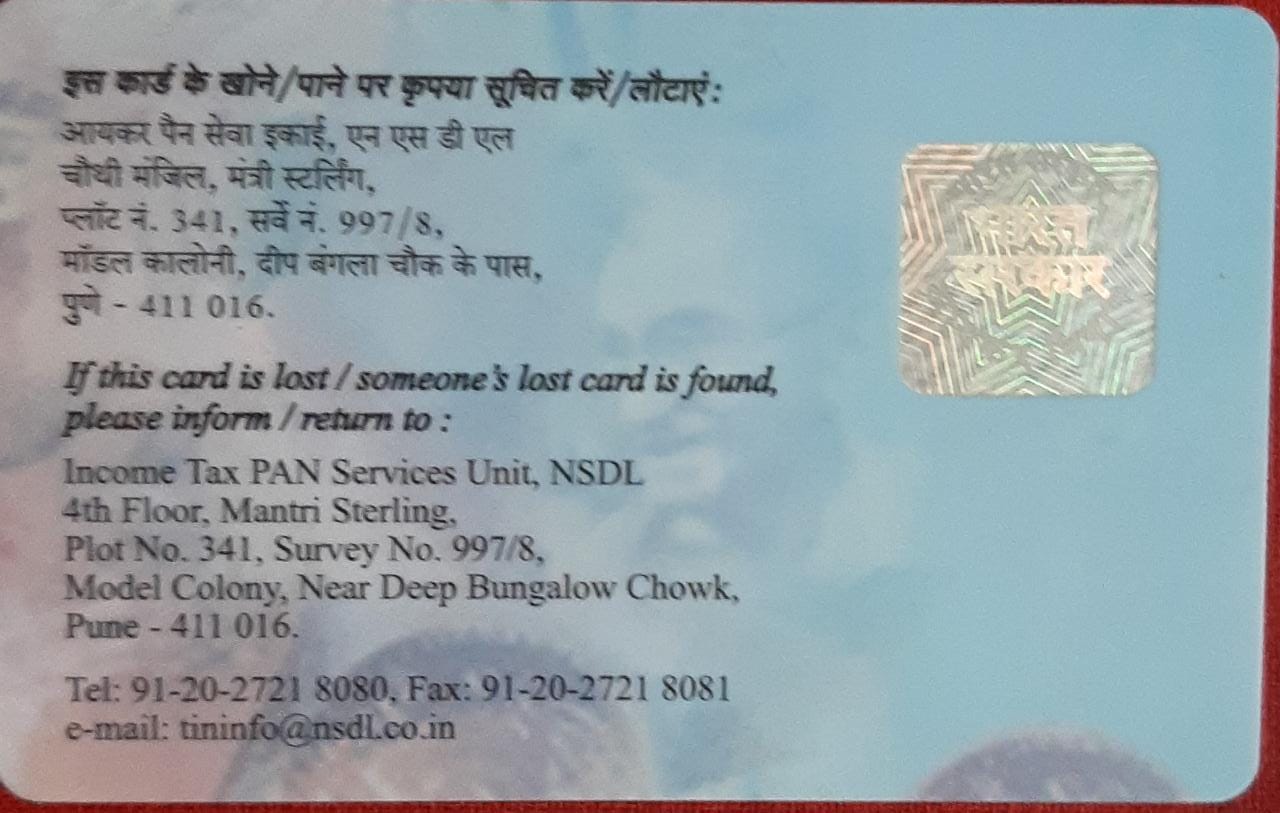 इस कार्ड के खोने/पाने पर कृपया सूचित करें/लौटाएं:
आयकर पैन सेवा इकाई, एन एस डी एल
चौथी मंजिल, मंत्री स्टर्लिंग,
प्लॉट नं. 341, सर्वे नं. 997/8,
मॉडल कालोनी, दीप बंगला चौक के पास,
पुणे - 411 016.
If this card is lost / someone's lost card is found,
please inform / return to :
Income Tax PAN Services Unit, NSDL
4th Floor, Mantri Sterling,
Plot No. 341, Survey No. 997/8,
Model Colony, Near Deep Bungalow Chowk,
Pune - 411 016.
Tel: 91-20-2721 8080, Fax: 91-20-2721 8081
e-mail: tininfo@nsdl.co.in
भारत
सरकार